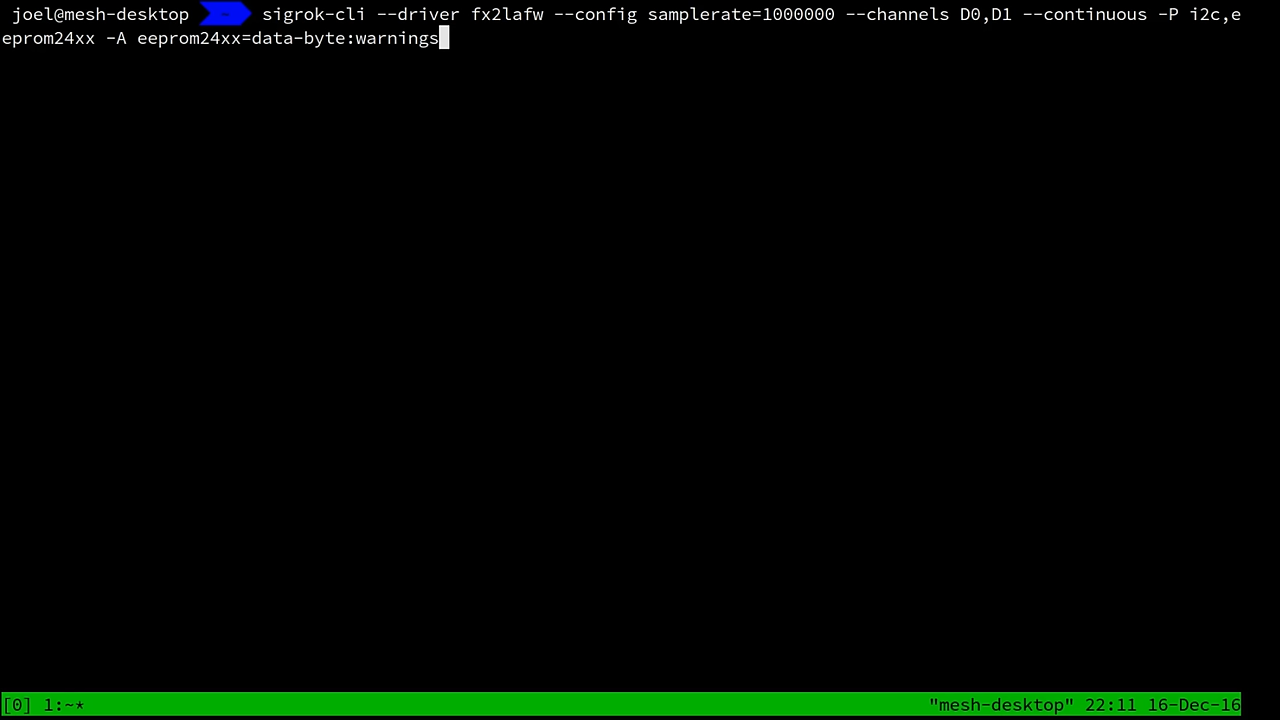 joel@mesh-desktop ~ sigrok-cli --driver fx2lafw --config samplerate=1000000 --channels D0,D1 --continuous -P i2c,e
eprom24xx -A eeprom24xx=data-byte:warnings
[0] 1:~* "mesh-desktop" 22:11 16-Dec-16